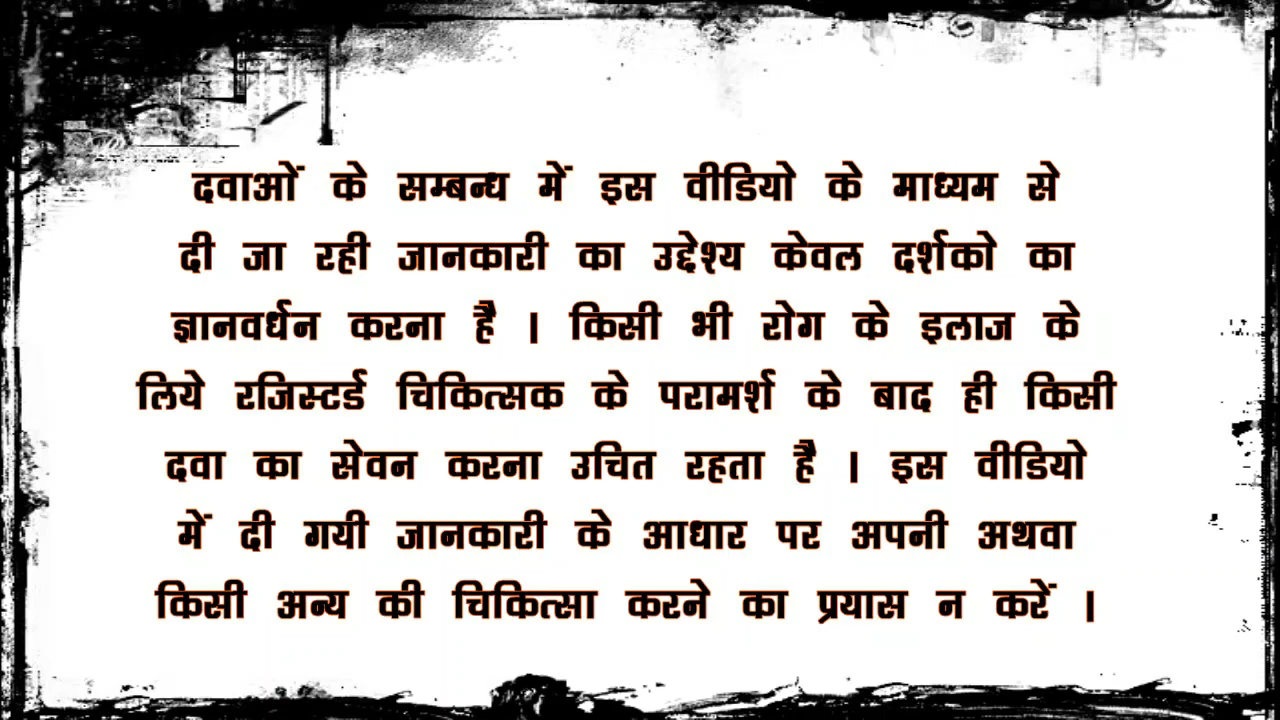 दवाओं के सम्बन्ध में इस वीडियो के माध्यम से
दी जा रही जानकारी का उद्देश्य केवल दर्शको का
ज्ञानवर्धन करना है । किसी भी रोग के इलाज के
लिये रजिस्टर्ड चिकित्सक के परामर्श के बाद ही किसी
दवा का सेवन करना उचित रहता है । इस वीडियो
में दी गयी जानकारी के आधार पर अपनी अथवा
किसी अन्य की चिकित्सा करने का प्रयास न करें ।